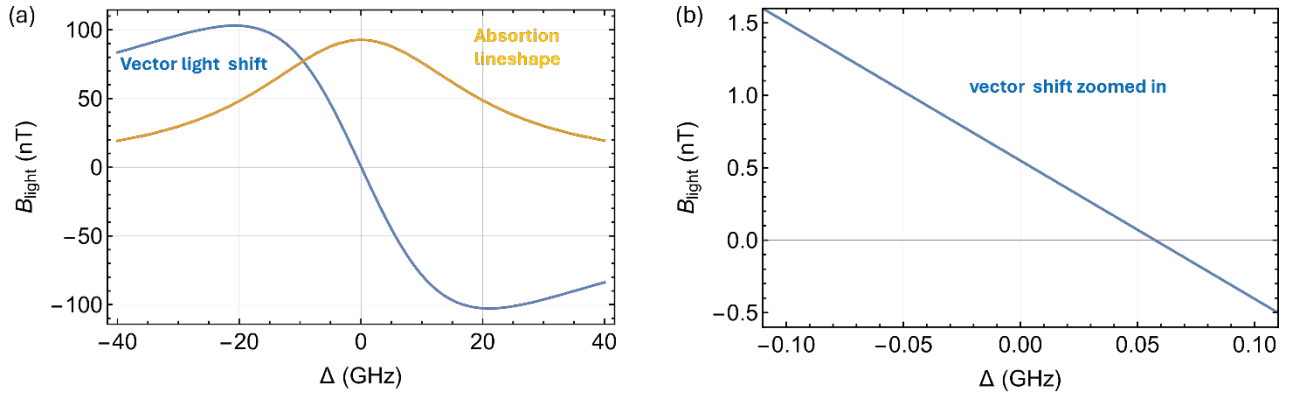 (a)
100
50
0
−50
−100
B_light (nT)
Vector light shift
Absortion
lineshape
−40 −20 0 20 40
Δ (GHz)
(b)
1.5
1.0
0.5
0.0
−0.5
B_light (nT)
vector shift zoomed in
−0.10 −0.05 0.00 0.05 0.10
Δ (GHz)